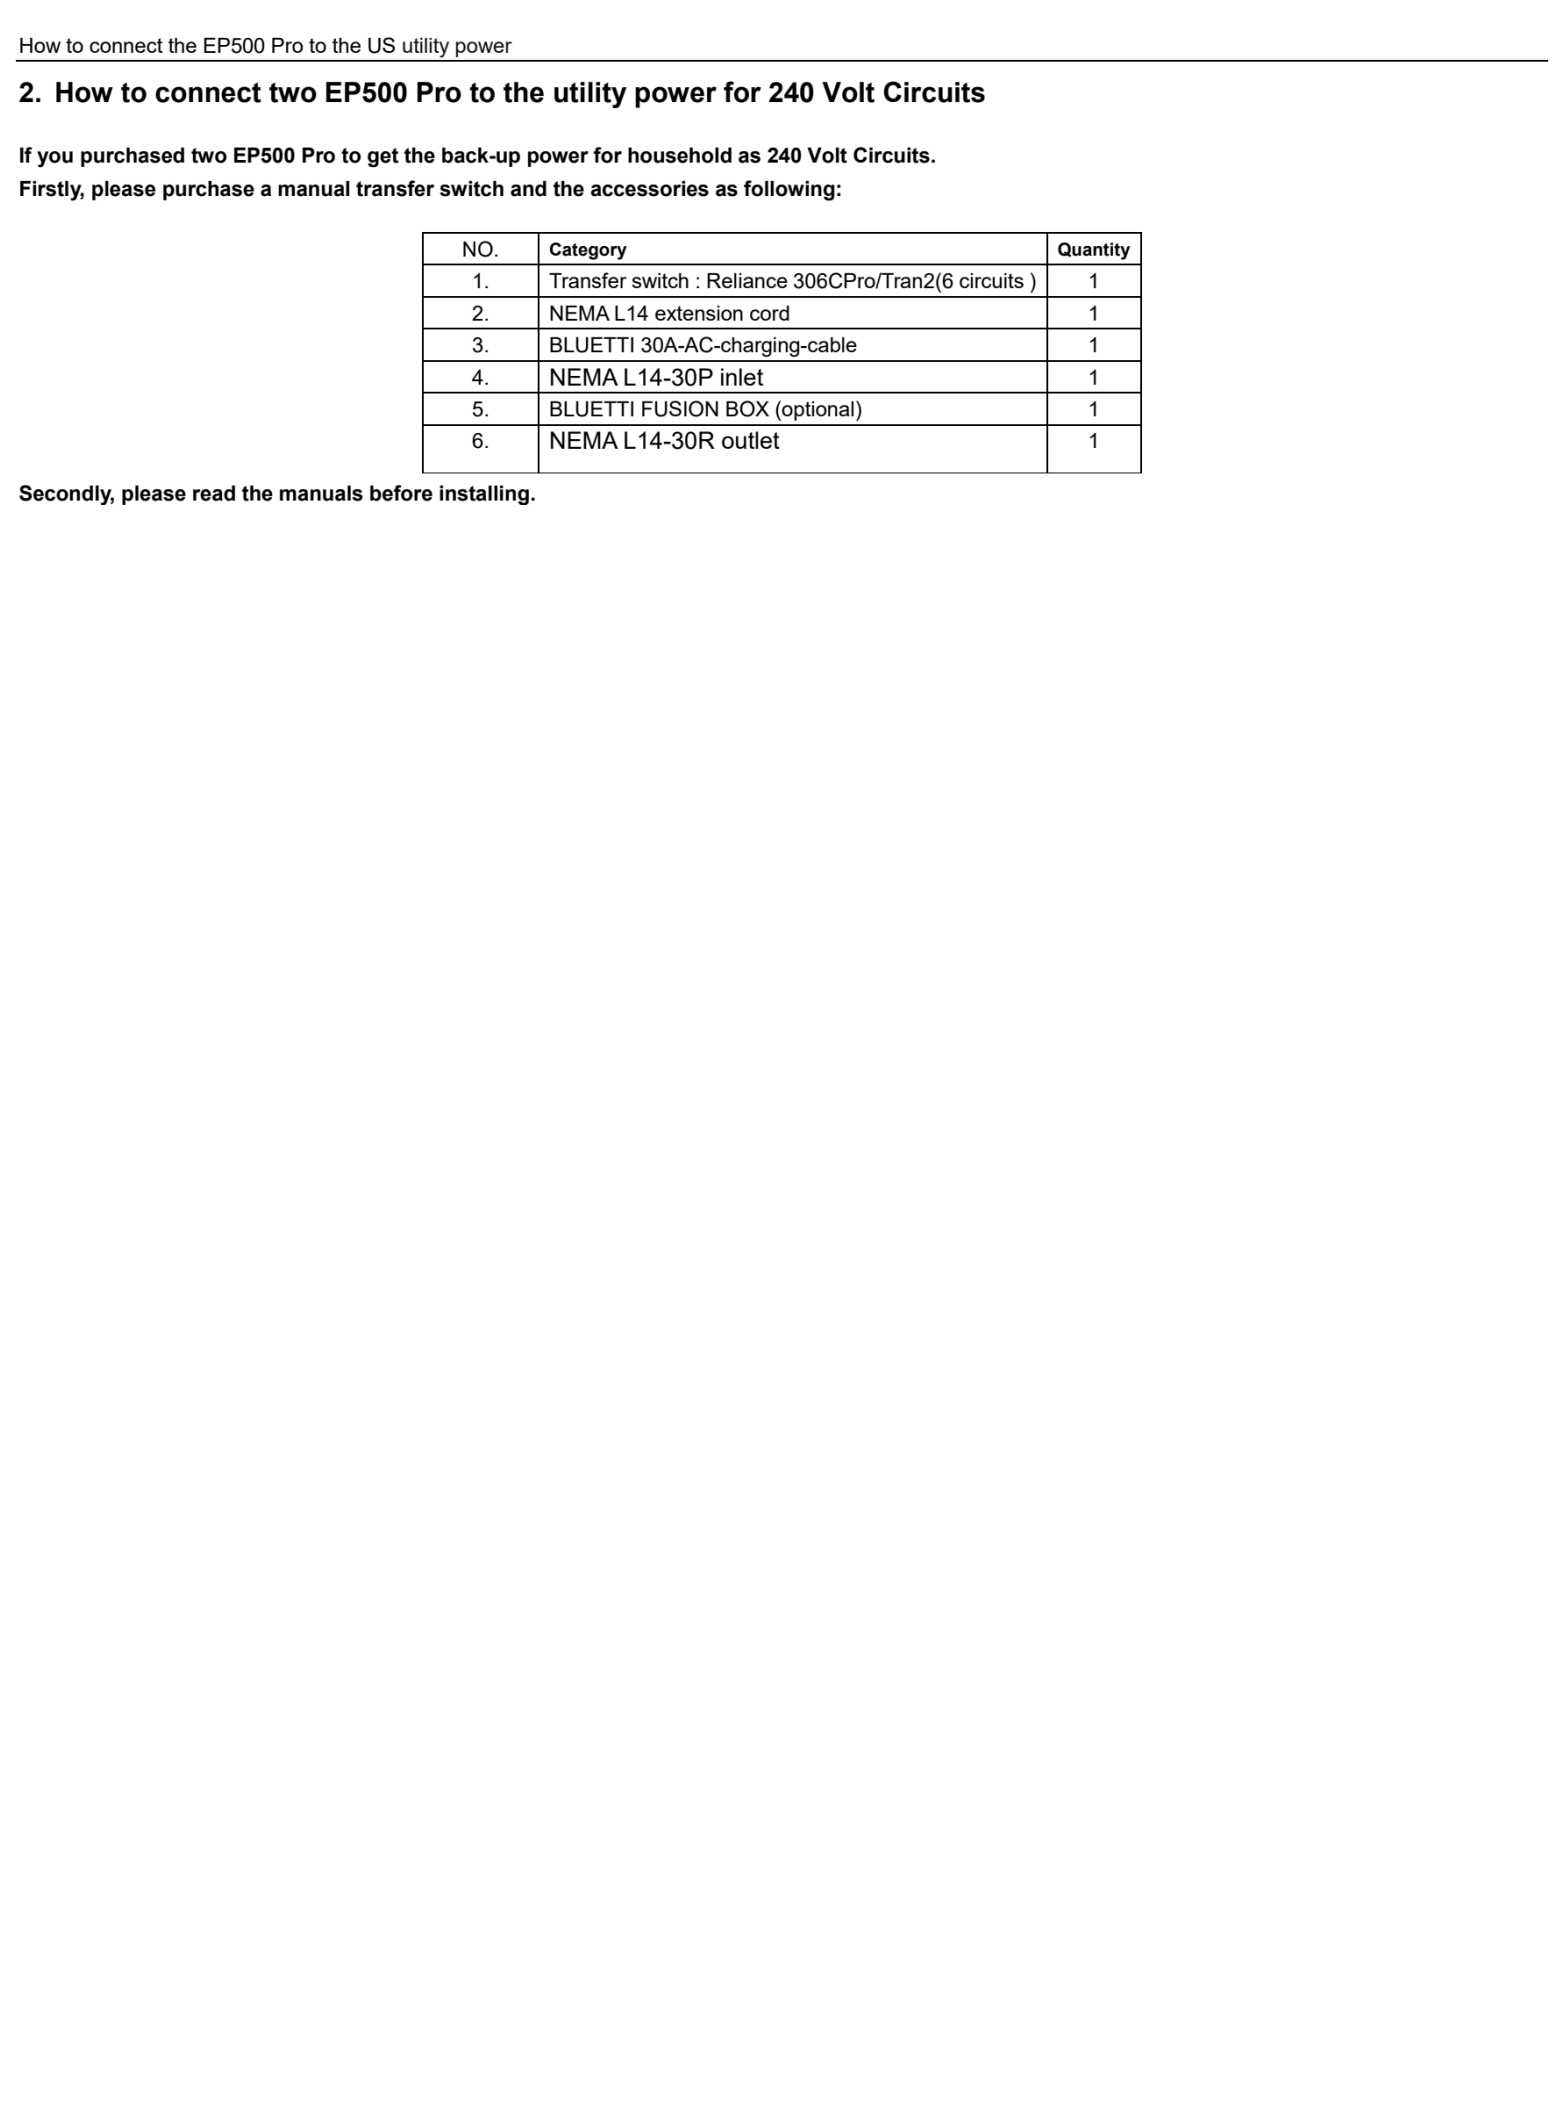 How to connect the EP500 Pro to the US utility power
2. How to connect two EP500 Pro to the utility power for 240 Volt Circuits
If you purchased two EP500 Pro to get the back-up power for household as 240 Volt Circuits.
Firstly, please purchase a manual transfer switch and the accessories as following:
NO. Category Quantity
1. Transfer switch : Reliance 306CPro/Tran2(6 circuits ) 1
2. NEMA L14 extension cord 1
3. BLUETTI 30A-AC-charging-cable 1
4. NEMA L14-30P inlet 1
5. BLUETTI FUSION BOX (optional) 1
6. NEMA L14-30R outlet 1
Secondly, please read the manuals before installing.